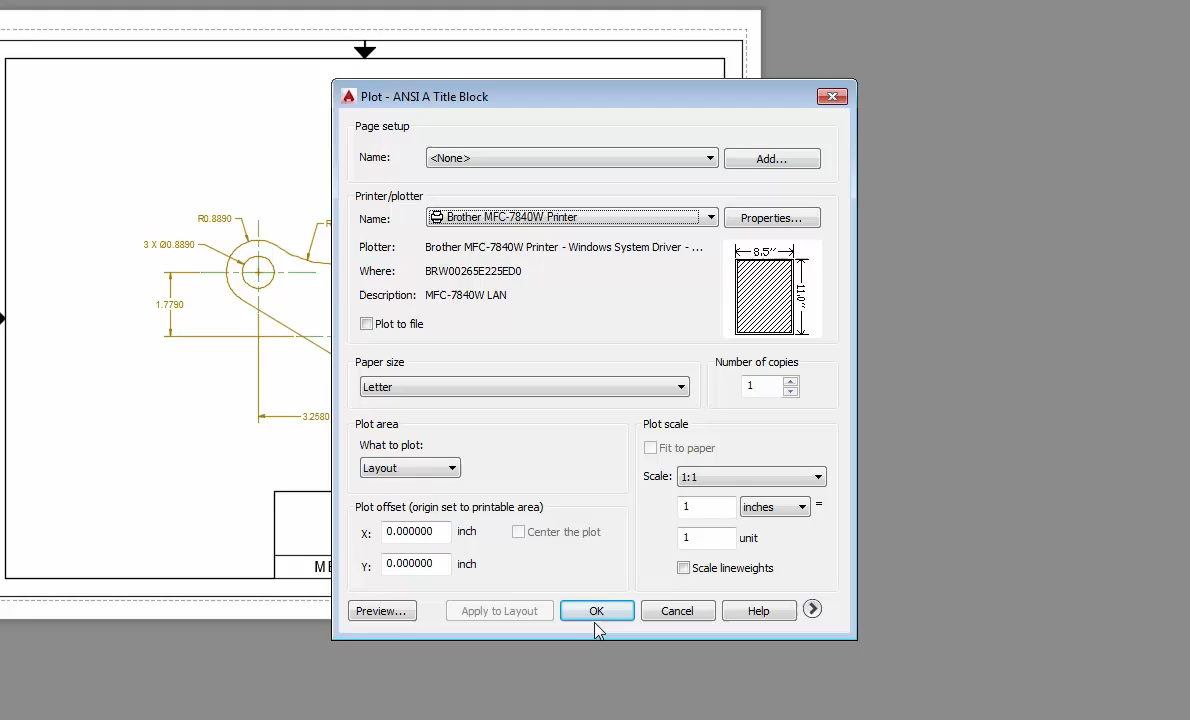 Plot - ANSI A Title Block
Page setup
Name: <None> Add...
Printer/plotter
Name: Brother MFC-7840W Printer Properties...
Plotter: Brother MFC-7840W Printer - Windows System Driver - ...
Where: BRW00265E225ED0
Description: MFC-7840W LAN
Plot to file
8.5''
11.0''
Paper size
Letter
Number of copies
1
Plot area
What to plot:
Layout
Plot scale
Fit to paper
Scale: 1:1
1 inches =
1 unit
Scale lineweights
Plot offset (origin set to printable area)
X: 0.000000 inch Center the plot
Y: 0.000000 inch
Preview... Apply to Layout OK Cancel Help
R0.8890
R
3 X Ø0.8890
1.7790
3.2580